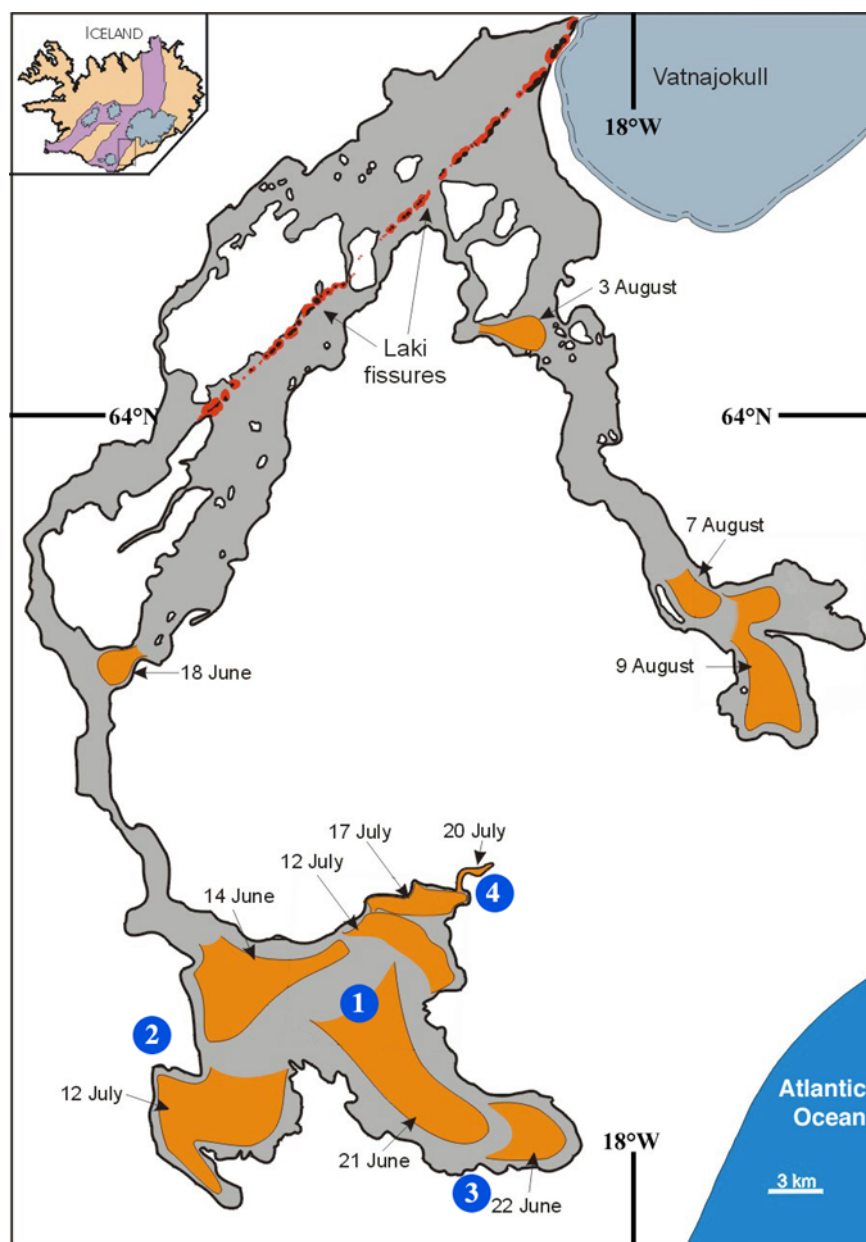 ICELAND
Vatnajokull
18°W
3 August
Laki
fissures
64°N
64°N
7 August
18 June
9 August
20 July
17 July
12 July
4
14 June
1
2
12 July
Atlantic
Ocean
18°W
21 June
3
22 June
3 km